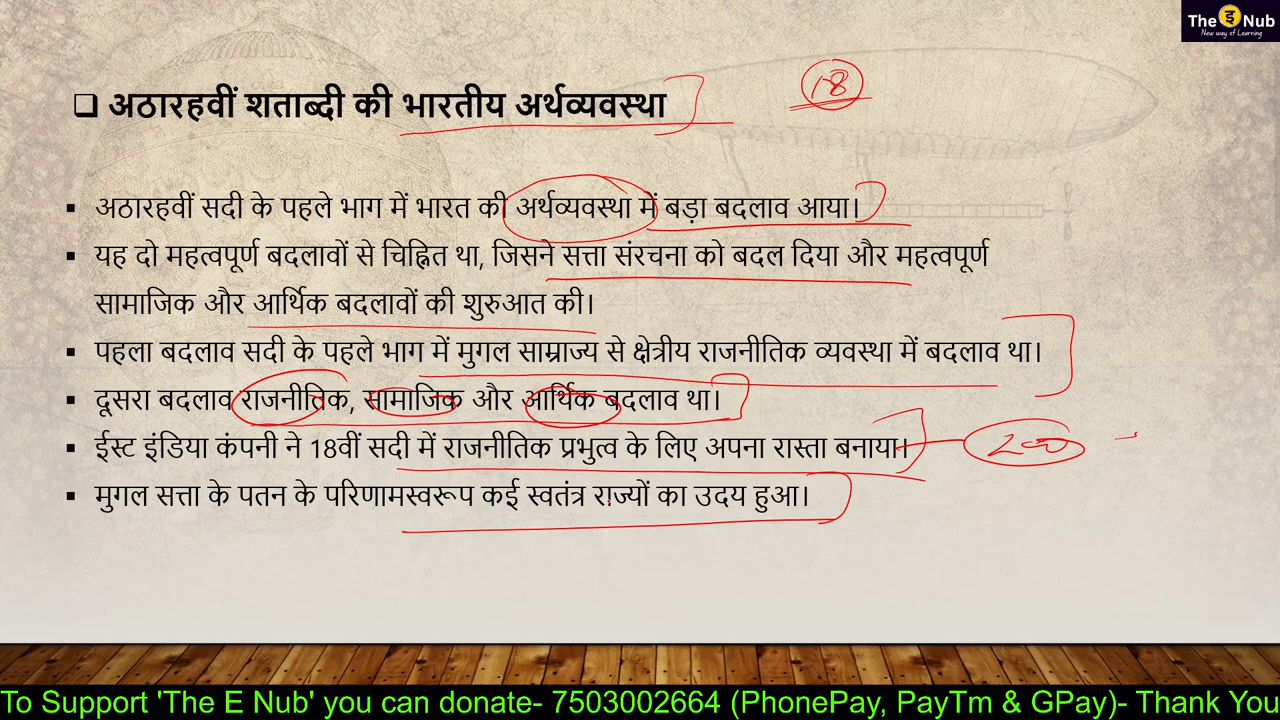 The इ Nub
New way of Learning
18
❑ अठारहवीं शताब्दी की भारतीय अर्थव्यवस्था
▪ अठारहवीं सदी के पहले भाग में भारत की अर्थव्यवस्था में बड़ा बदलाव आया।
▪ यह दो महत्वपूर्ण बदलावों से चिह्नित था, जिसने सत्ता संरचना को बदल दिया और महत्वपूर्ण
सामाजिक और आर्थिक बदलावों की शुरुआत की।
▪ पहला बदलाव सदी के पहले भाग में मुगल साम्राज्य से क्षेत्रीय राजनीतिक व्यवस्था में बदलाव था।
▪ दूसरा बदलाव राजनीतिक, सामाजिक और आर्थिक बदलाव था।
▪ ईस्ट इंडिया कंपनी ने 18वीं सदी में राजनीतिक प्रभुत्व के लिए अपना रास्ता बनाया।
200
▪ मुगल सत्ता के पतन के परिणामस्वरूप कई स्वतंत्र राज्यों का उदय हुआ।
To Support 'The E Nub' you can donate- 7503002664 (PhonePay, PayTm & GPay)- Thank You